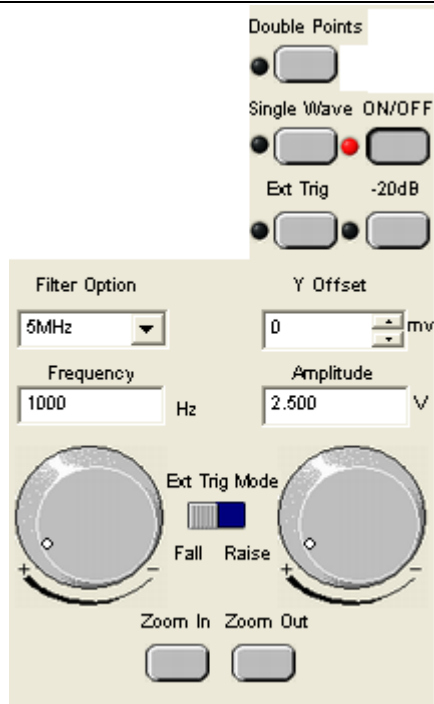 Double Points
Single Wave ON/OFF
Ext Trig -20dB
Filter Option Y Offset
5MHz 0 mv
Frequency Amplitude
1000 Hz 2.500 V
Ext Trig Mode
Fall Raise
+ - + -
Zoom In Zoom Out